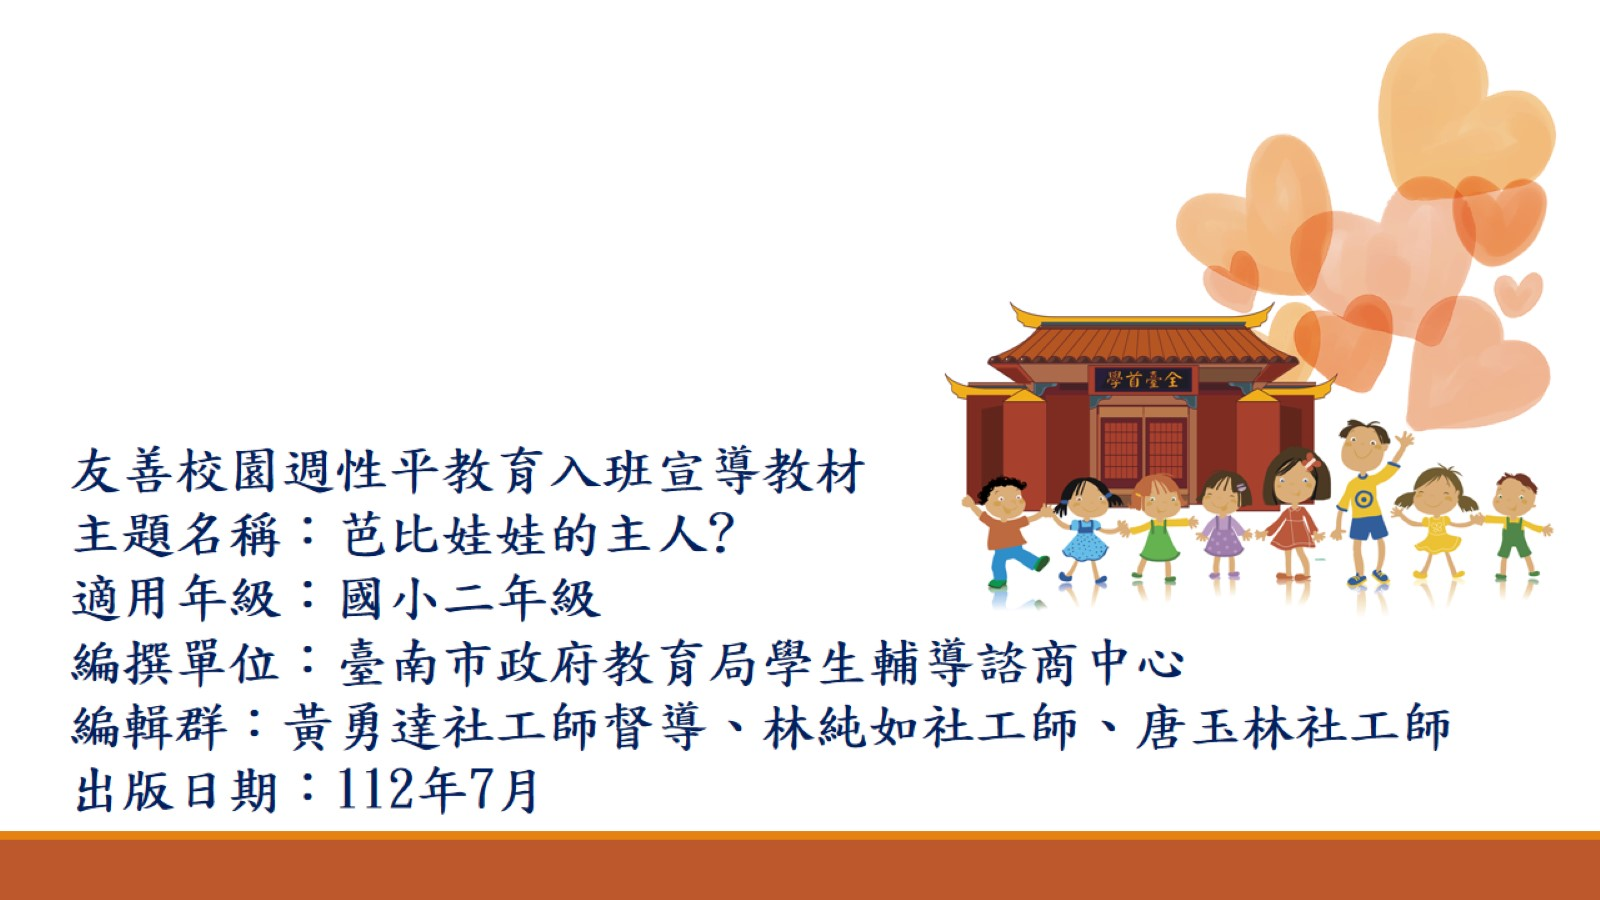 學首臺全
友善校園週性平教育入班宣導教材
主題名稱：芭比娃娃的主人?
適用年級：國小二年級
編撰單位：臺南市政府教育局學生輔導諮商中心
編輯群：黃勇達社工師督導、林純如社工師、唐玉林社工師
出版日期：112年7月